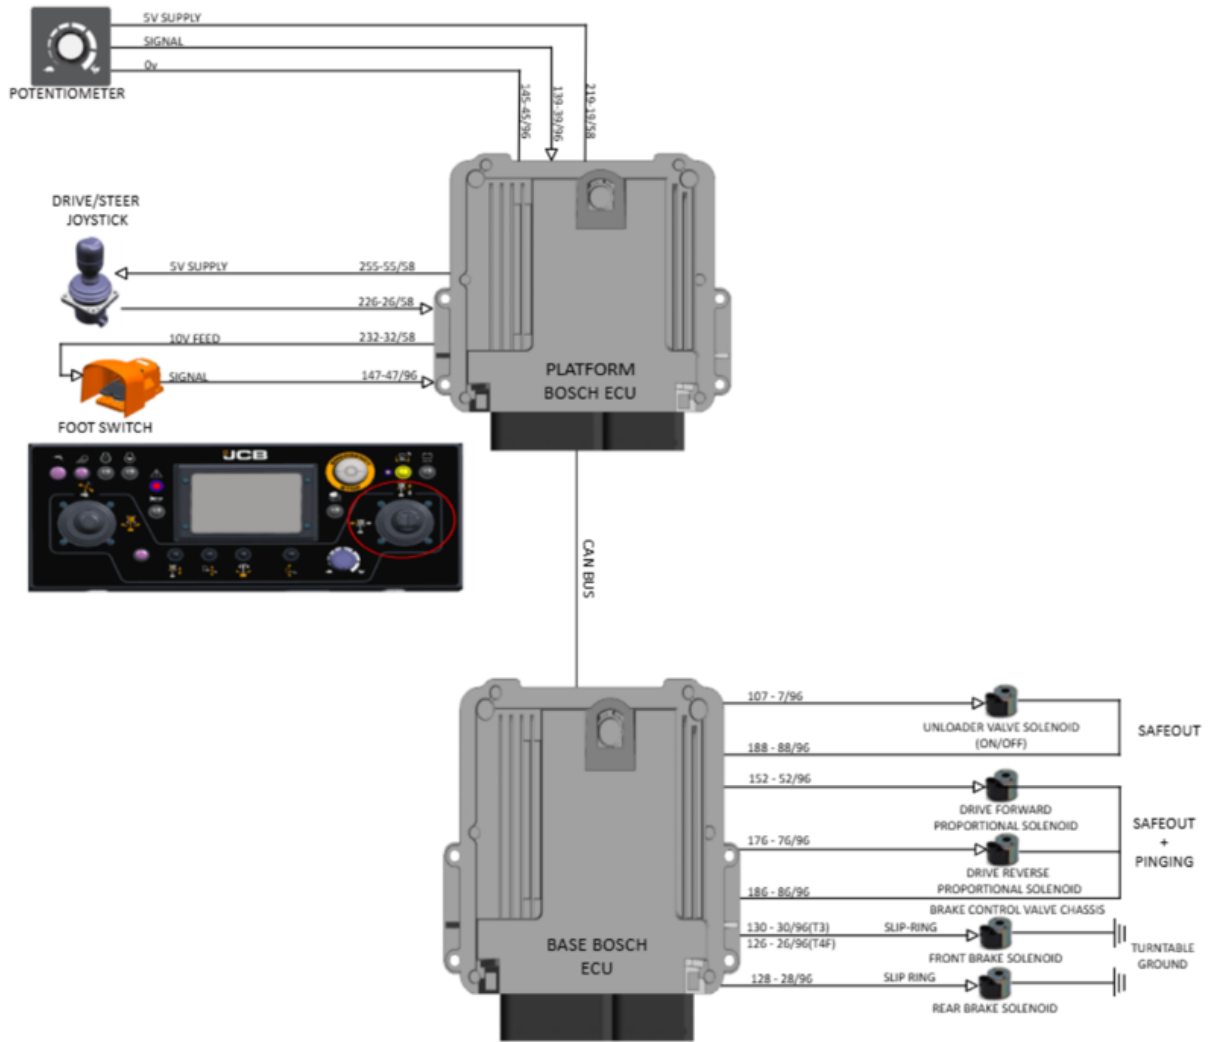 5V SUPPLY
SIGNAL
0v
POTENTIOMETER
145-45/96
139-39/96
219-19/58
DRIVE/STEER
JOYSTICK
5V SUPPLY
255-55/58
226-26/58
10V FEED
232-32/58
SIGNAL
147-47/96
FOOT SWITCH
PLATFORM
BOSCH ECU
JCB
CAN BUS
107 - 7/96
UNLOADER VALVE SOLENOID
(ON/OFF)
188 - 88/96
SAFEOUT
152 - 52/96
DRIVE FORWARD
PROPORTIONAL SOLENOID
176 - 76/96
DRIVE REVERSE
PROPORTIONAL SOLENOID
186 - 86/96
SAFEOUT
+
PINGING
BRAKE CONTROL VALVE CHASSIS
130 - 30/96(T3)
SLIP-RING
126 - 26/96(T4F)
FRONT BRAKE SOLENOID
TURNTABLE
GROUND
128 - 28/96
SLIP RING
REAR BRAKE SOLENOID
BASE BOSCH
ECU